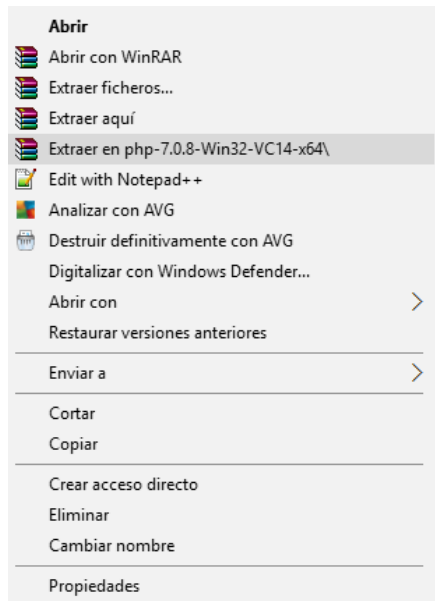 Abrir
Abrir con WinRAR
Extraer ficheros...
Extraer aquí
Extraer en php-7.0.8-Win32-VC14-x64\
Edit with Notepad++
Analizar con AVG
Destruir definitivamente con AVG
Digitalizar con Windows Defender...
Abrir con
Restaurar versiones anteriores
Enviar a
Cortar
Copiar
Crear acceso directo
Eliminar
Cambiar nombre
Propiedades